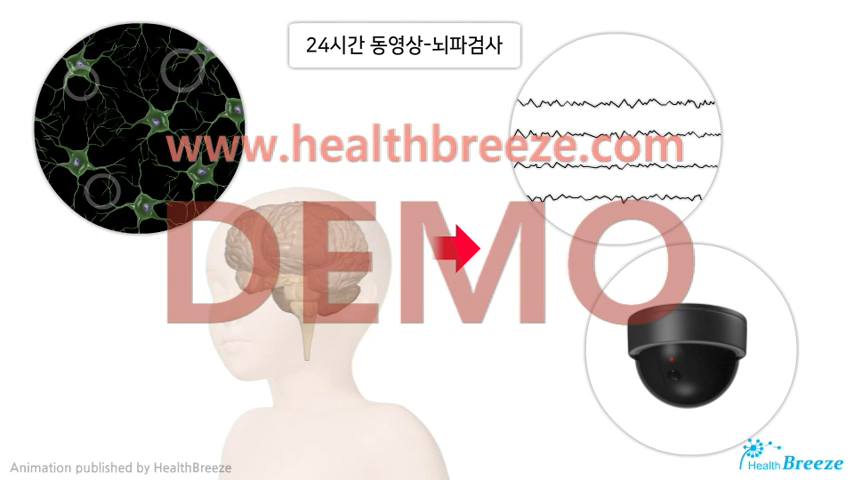 24시간 동영상-뇌파검사
www.healthbreeze.com
DEMO
Animation published by HealthBreeze
Health Breeze